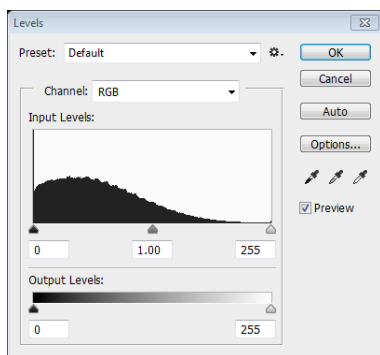 Levels
Preset: Default
OK
Cancel
Channel: RGB
Auto
Input Levels:
Options...
Preview
0 1.00 255
Output Levels:
0 255